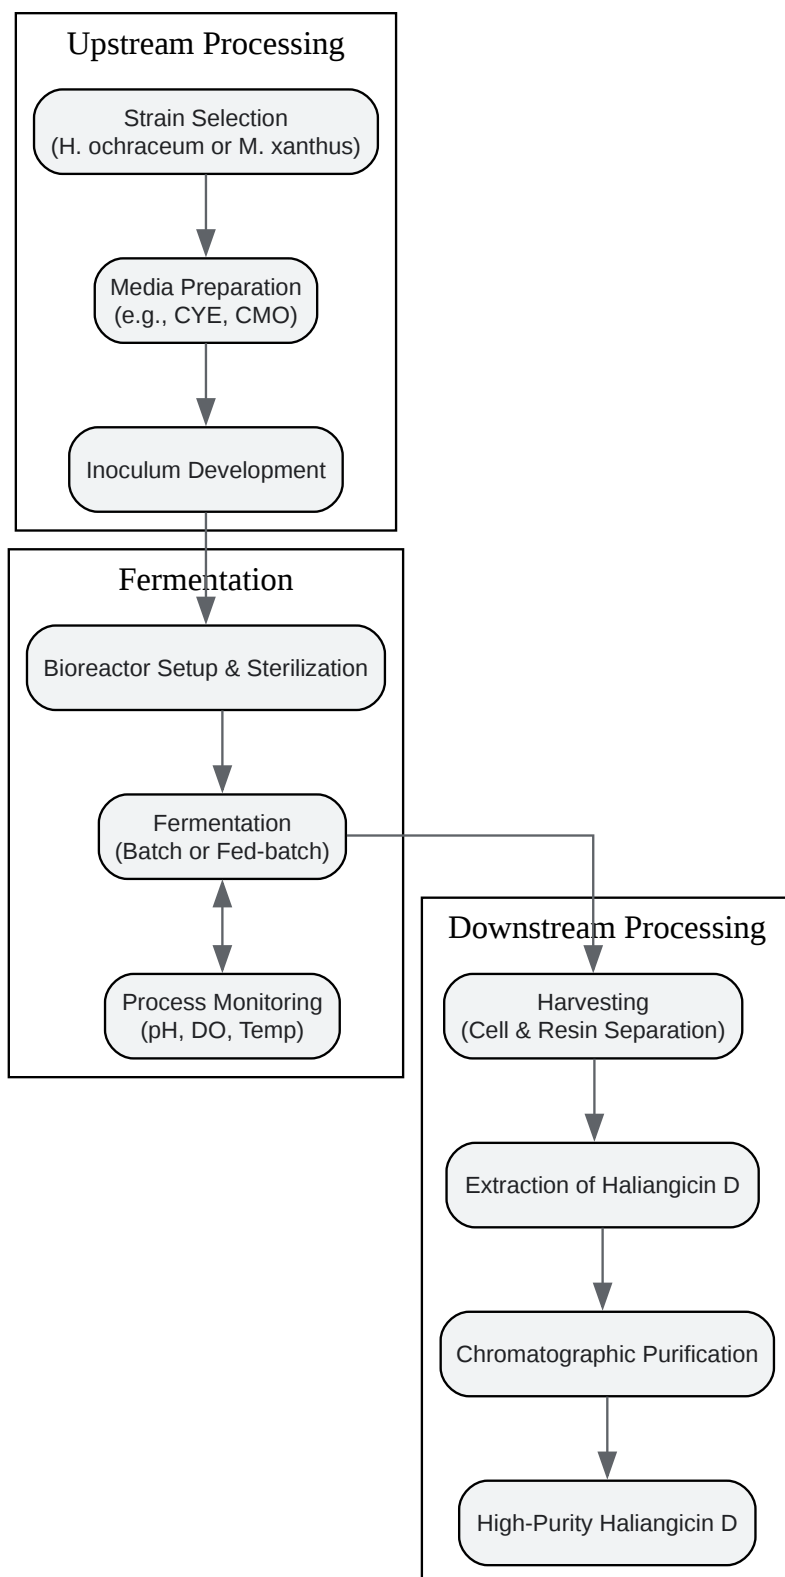 Upstream Processing
Strain Selection
(H. ochraceum or M. xanthus)
Media Preparation
(e.g., CYE, CMO)
Inoculum Development
Fermentation
Bioreactor Setup & Sterilization
Fermentation
(Batch or Fed-batch)
Process Monitoring
(pH, DO, Temp)
Downstream Processing
Harvesting
(Cell & Resin Separation)
Extraction of Haliangicin D
Chromatographic Purification
High-Purity Haliangicin D